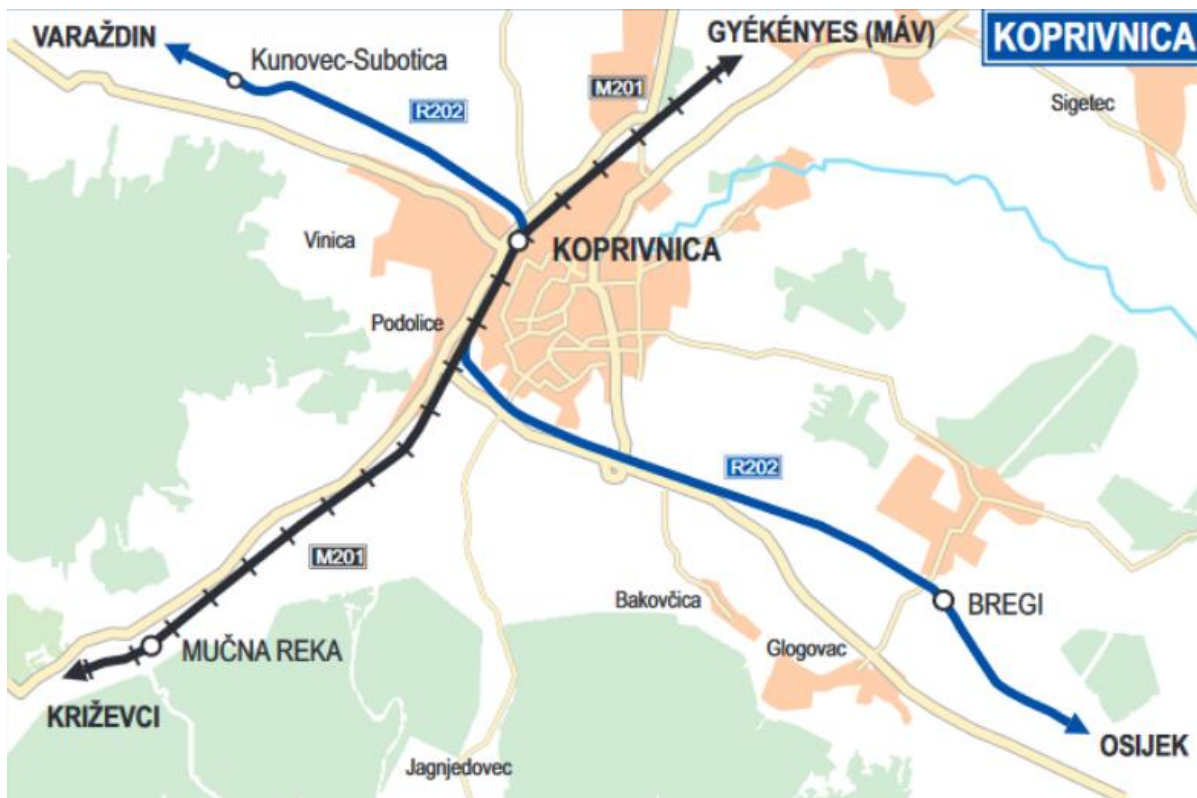 VARAŽDIN
GYÉKÉNYES (MÁV)
KOPRIVNICA
Kunovec-Subotica
M201
R202
Sigetec
Vinica
KOPRIVNICA
Podolice
R202
M201
Bakovčica
BREGI
MUČNA REKA
Glogovac
KRIŽEVCI
OSIJEK
Jagnjedovec